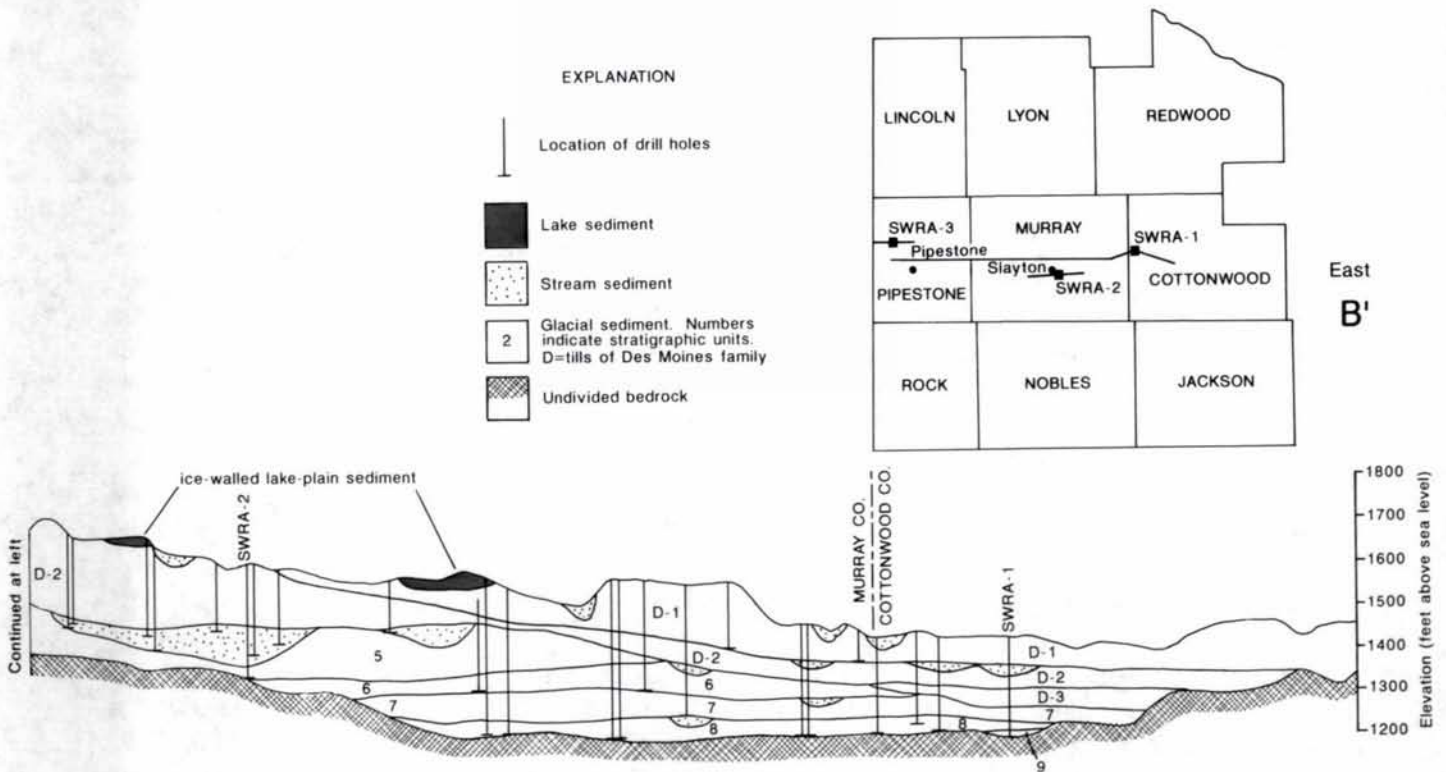 EXPLANATION
Location of drill holes
Lake sediment
Stream sediment
2
Glacial sediment. Numbers
indicate stratigraphic units.
D=tills of Des Moines family
Undivided bedrock
LINCOLN
LYON
REDWOOD
SWRA-3
MURRAY
SWRA-1
Pipestone
Slayton
SWRA-2
PIPESTONE
COTTONWOOD
ROCK
NOBLES
JACKSON
East
B'
ice-walled lake-plain sediment
SWRA-2
MURRAY CO.
COTTONWOOD CO.
SWRA-1
Continued at left
D-2
D-1
5
D-2
D-1
D-2
6
6
D-3
7
7
7
8
8
9
1800
1700
1600
1500
1400
1300
1200
Elevation (feet above sea level)